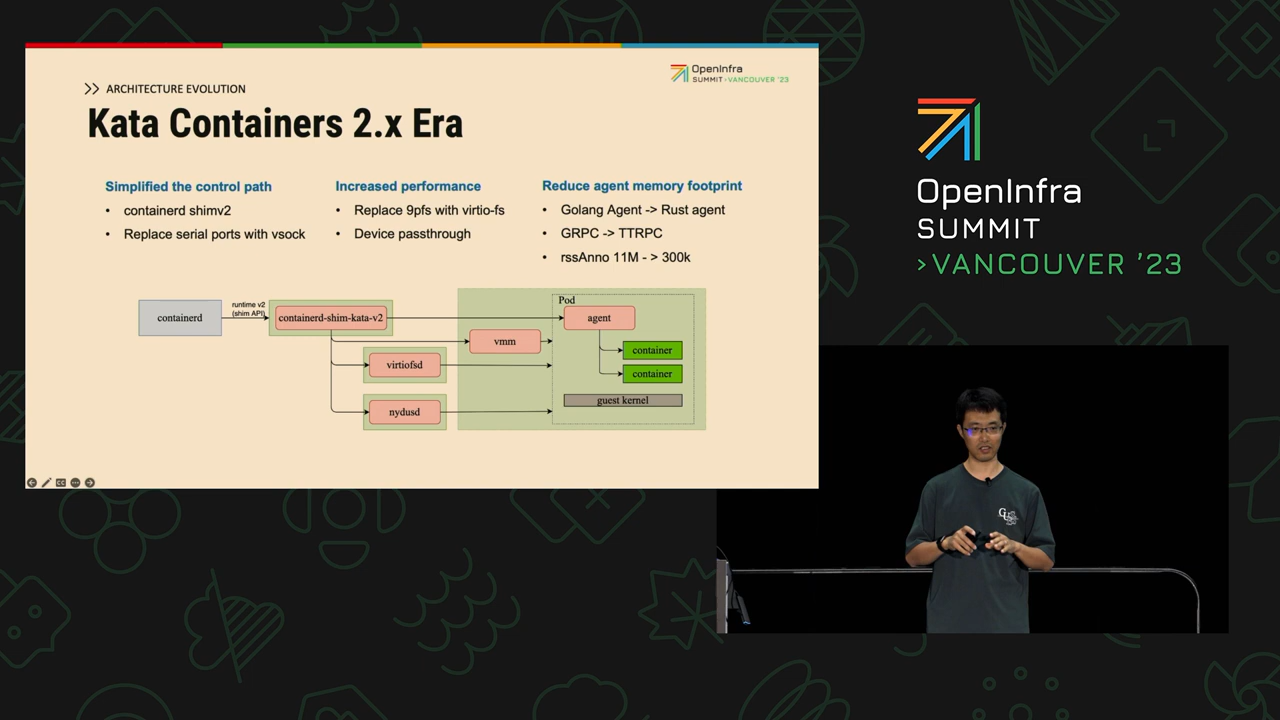 OpenInfra
SUMMIT >VANCOUVER '23
>> ARCHITECTURE EVOLUTION
Kata Containers 2.x Era
Simplified the control path
• containerd shimv2
• Replace serial ports with vsock
Increased performance
• Replace 9pfs with virtio-fs
• Device passthrough
Reduce agent memory footprint
• Golang Agent -> Rust agent
• GRPC -> TTRPC
• rssAnno 11M - > 300k
containerd
runtime v2
(shim API)
containerd-shim-kata-v2
vmm
virtiofsd
nydusd
Pod
agent
container
container
guest kernel
CC
OpenInfra
SUMMIT
>VANCOUVER '23